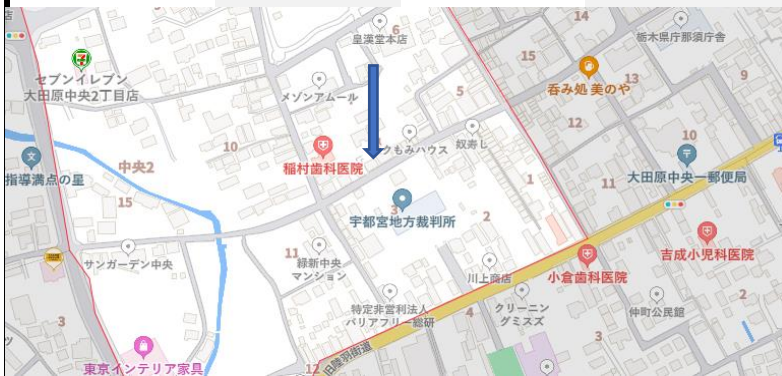 店
6
皇漢堂本店
14
栃木県庁那須庁舎
15
13
9
セブンイレブン
大田原中央2丁目店
メゾンアムール
5
呑み処 美のや
12
10
10
稲村歯科医院
くもみハウス
奴寿し
中央2
文
指導満点の星
〒
大田原中央一郵便局
1
11
15
3
宇都宮地方裁判所
2
サンガーデン中央
11
緑新中央
マンション
川上商店
小倉歯科医院
吉成小児科医院
特定非営利法人
バリアフリー総研
クリーニン
グミスズ
仲町公民館
2
3
4
3
ツ
東京インテリア家具
12
旧陸羽街道